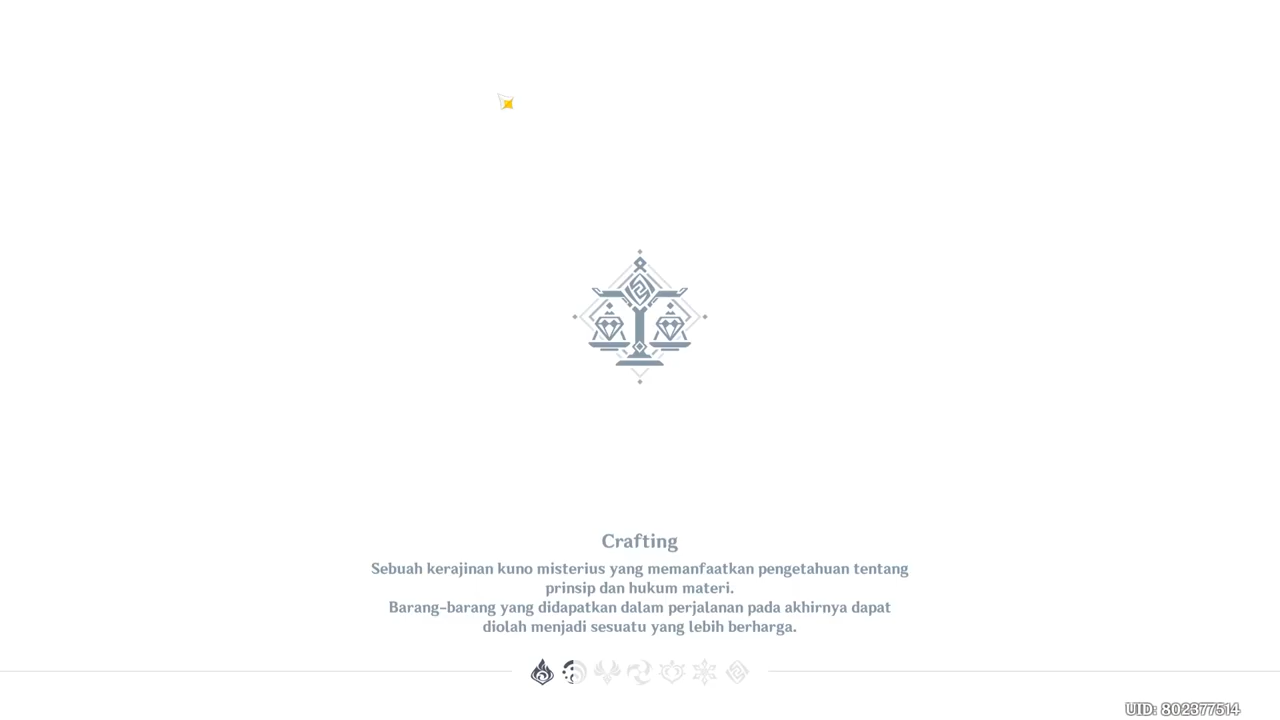 Crafting
Sebuah kerajinan kuno misterius yang memanfaatkan pengetahuan tentang
prinsip dan hukum materi.
Barang-barang yang didapatkan dalam perjalanan pada akhirnya dapat
diolah menjadi sesuatu yang lebih berharga.
UID: 802377514